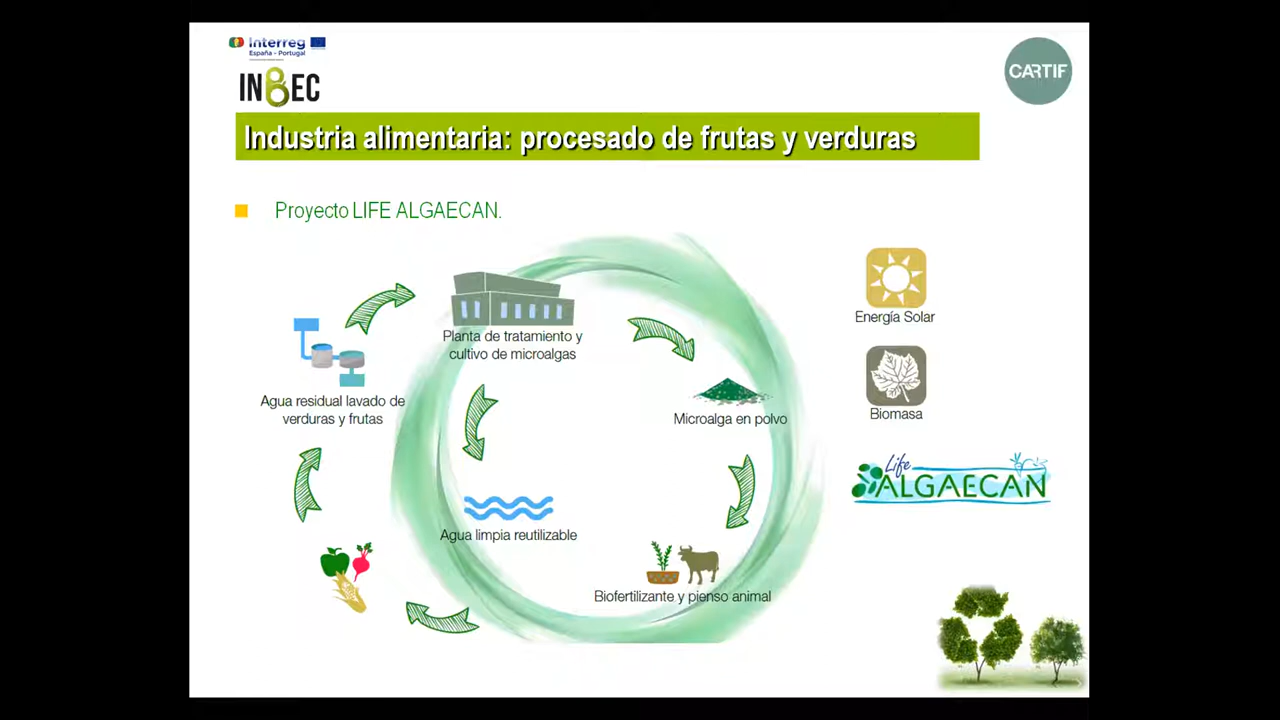 Interreg
España - Portugal
INBEC
CARTIF
Industria alimentaria: procesado de frutas y verduras
Proyecto LIFE ALGAECAN.
Energía Solar
Planta de tratamiento y
cultivo de microalgas
Agua residual lavado de
verduras y frutas
Microalga en polvo
Biomasa
Life
ALGAECAN
Agua limpia reutilizable
Biofertilizante y pienso animal